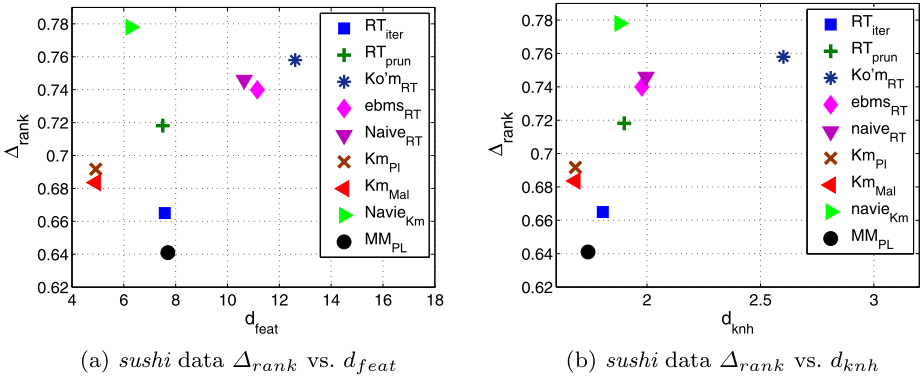 0.78
0.76
0.74
0.72
0.7
0.68
0.66
0.64
0.62
Δrank
4 6 8 10 12 14 16 18
dfeat
RTiter
RTprun
Ko'mRT
ebmsRT
NaiveRT
KmPl
KmMal
NavieKm
MMPL
(a) sushi data Δrank vs. dfeat
0.78
0.76
0.74
0.72
0.7
0.68
0.66
0.64
0.62
Δrank
2 2.5 3
dknh
RTiter
RTprun
Ko'mRT
ebmsRT
naiveRT
KmPl
KmMal
navieKm
MMPL
(b) sushi data Δrank vs. dknh